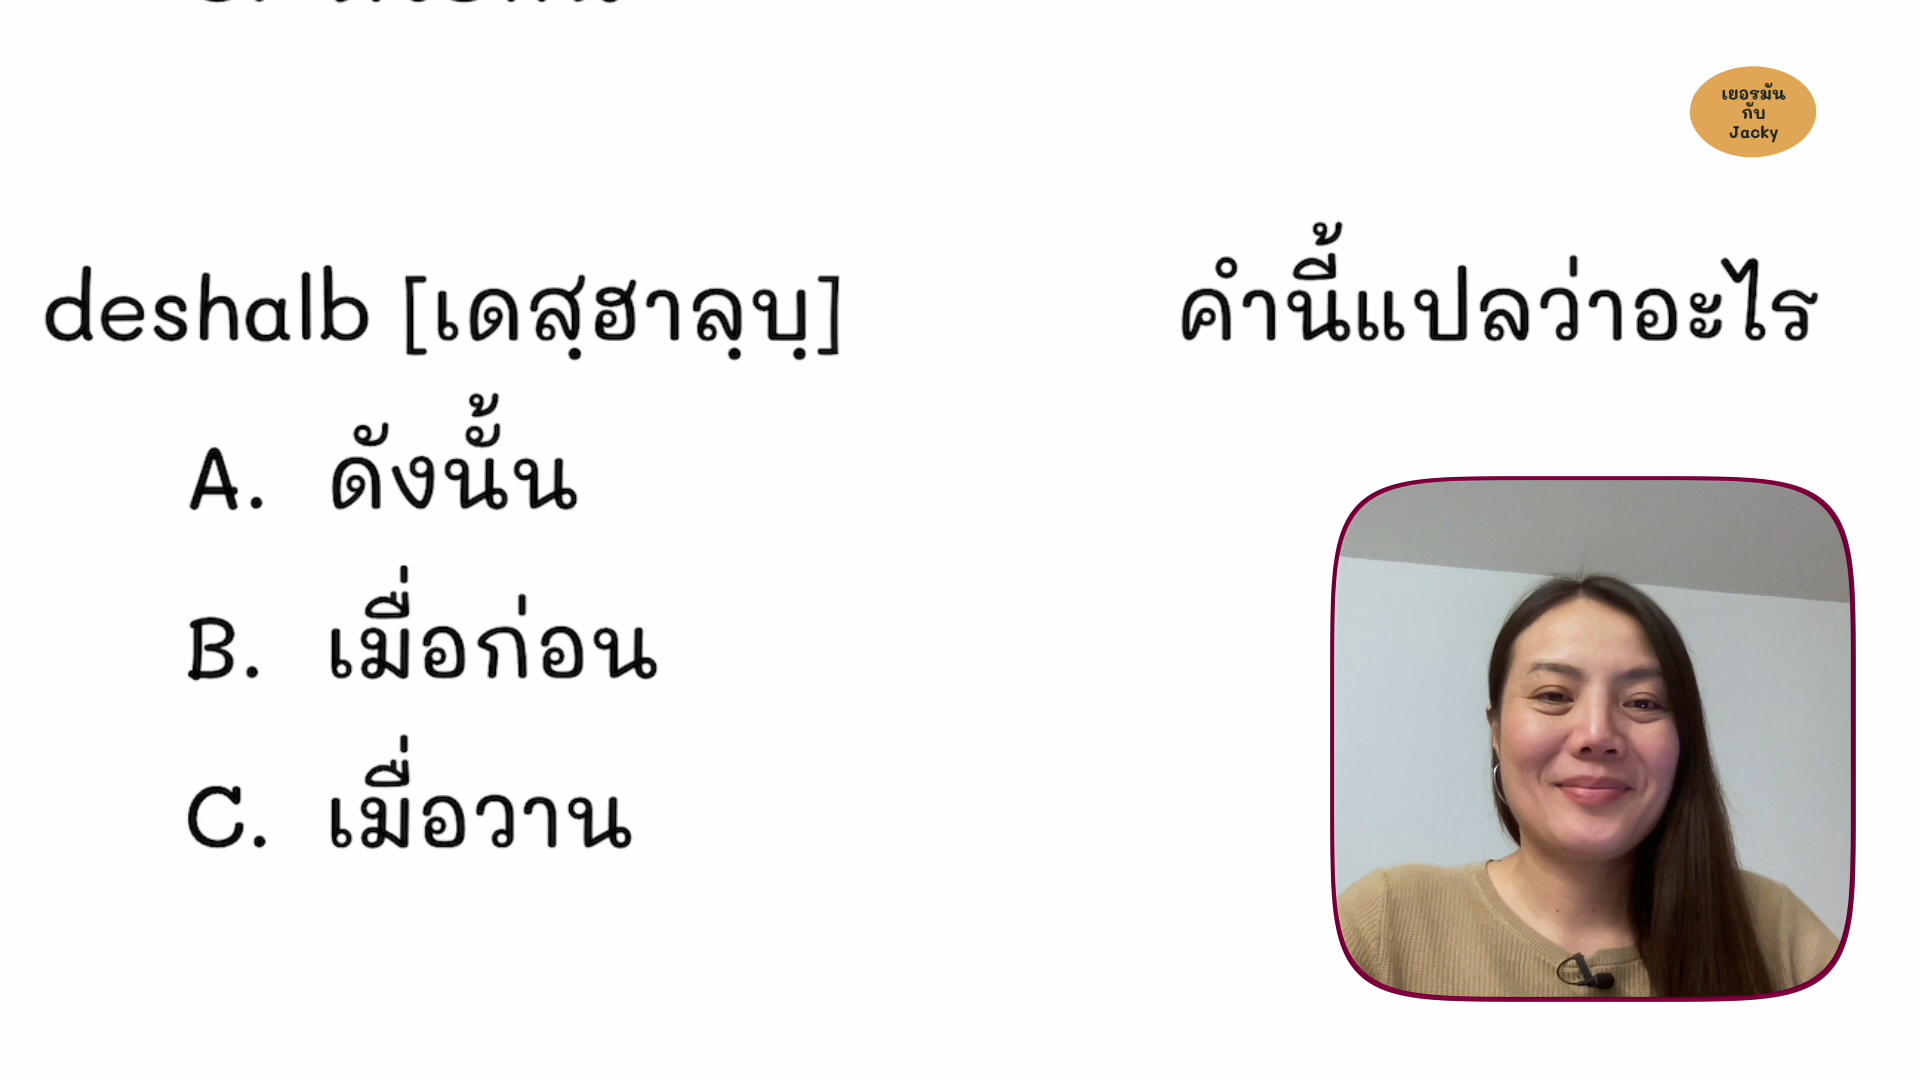 เยอรมัน
กับ
Jacky
deshalb [เดสฺฮาลฺบฺ]
คำนี้แปลว่าอะไร
A. ดังนั้น
B. เมื่อก่อน
C. เมื่อวาน